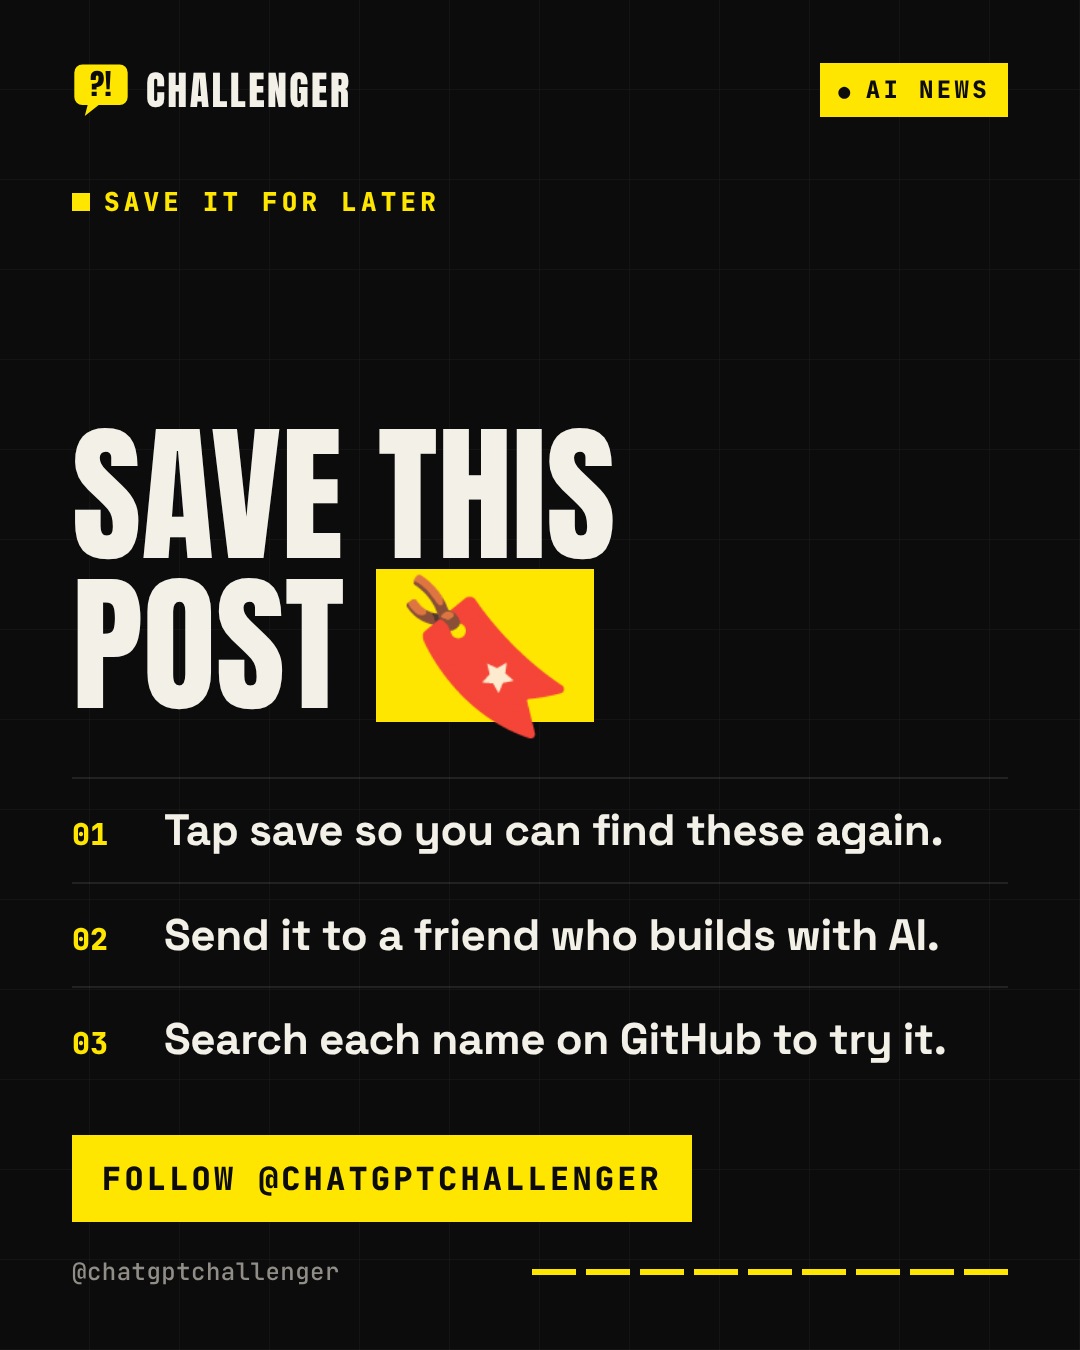 ?! CHALLENGER
● AI NEWS
SAVE IT FOR LATER
SAVE THIS
POST
01 Tap save so you can find these again.
02 Send it to a friend who builds with AI.
03 Search each name on GitHub to try it.
FOLLOW @CHATGPTCHALLENGER
@chatgptchallenger